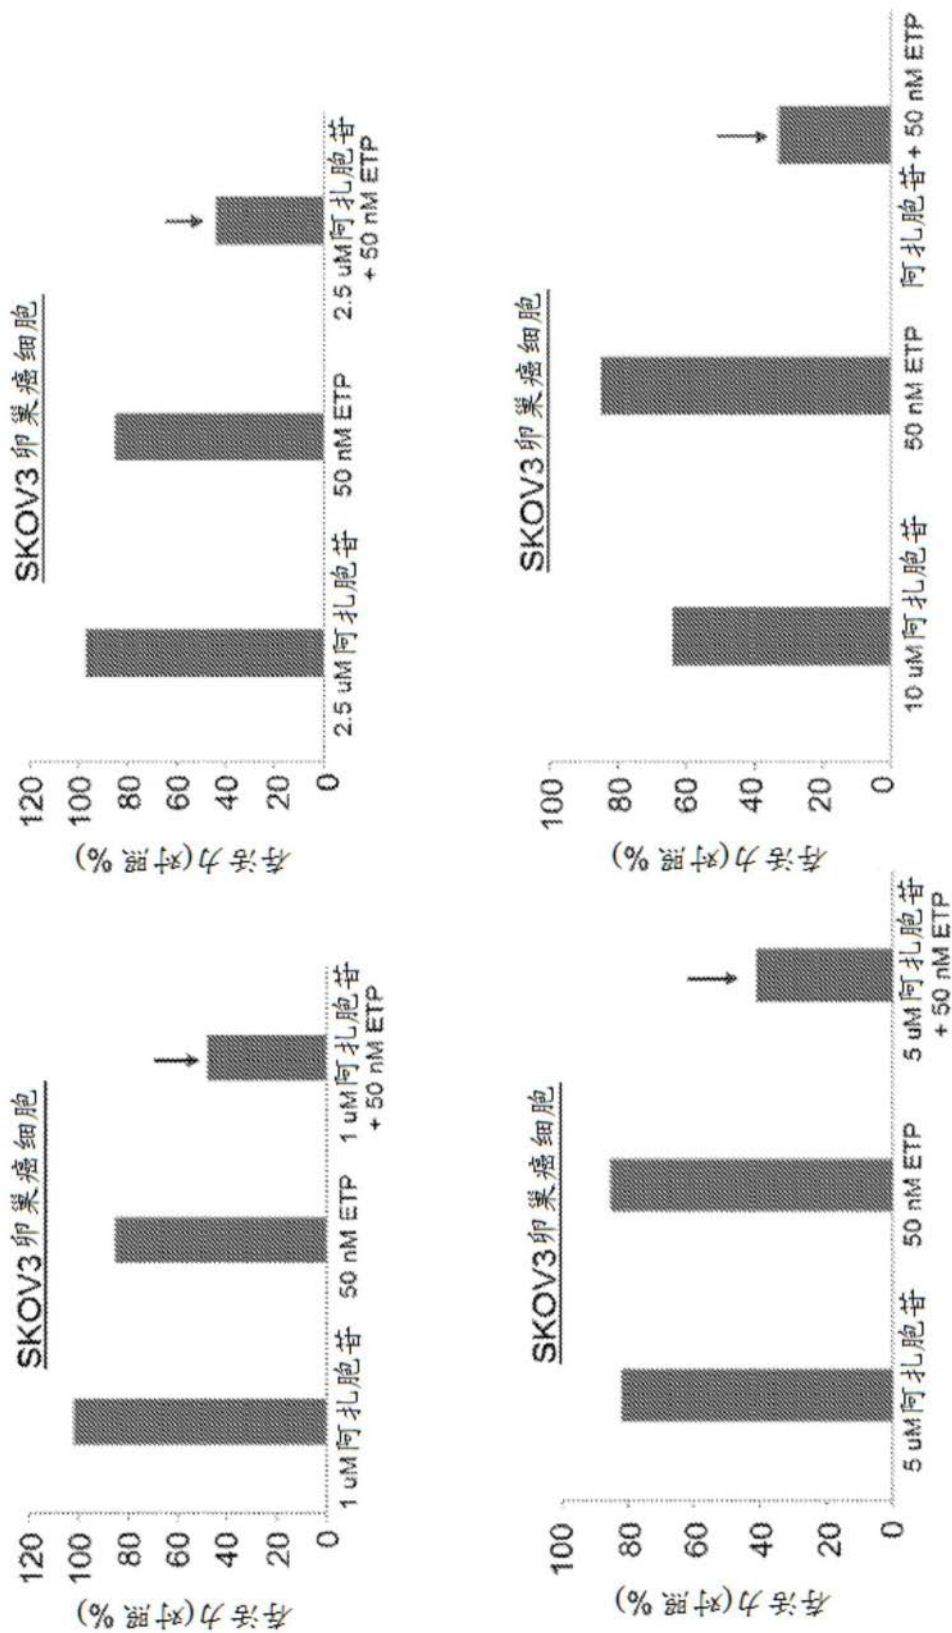 SKOV3卵巢癌细胞
存活力(对照 %)
120
100
80
60
40
20
0
1 uM阿扎胞苷
50 nM ETP
1 uM阿扎胞苷
+ 50 nM ETP
SKOV3卵巢癌细胞
存活力(对照 %)
120
100
80
60
40
20
0
2.5 uM阿扎胞苷
50 nM ETP
2.5 uM阿扎胞苷
+ 50 nM ETP
SKOV3卵巢癌细胞
存活力(对照 %)
100
80
60
40
20
0
5 uM阿扎胞苷
50 nM ETP
5 uM阿扎胞苷
+ 50 nM ETP
SKOV3卵巢癌细胞
存活力(对照 %)
100
80
60
40
20
0
10 uM阿扎胞苷
50 nM ETP
阿扎胞苷+ 50 nM ETP